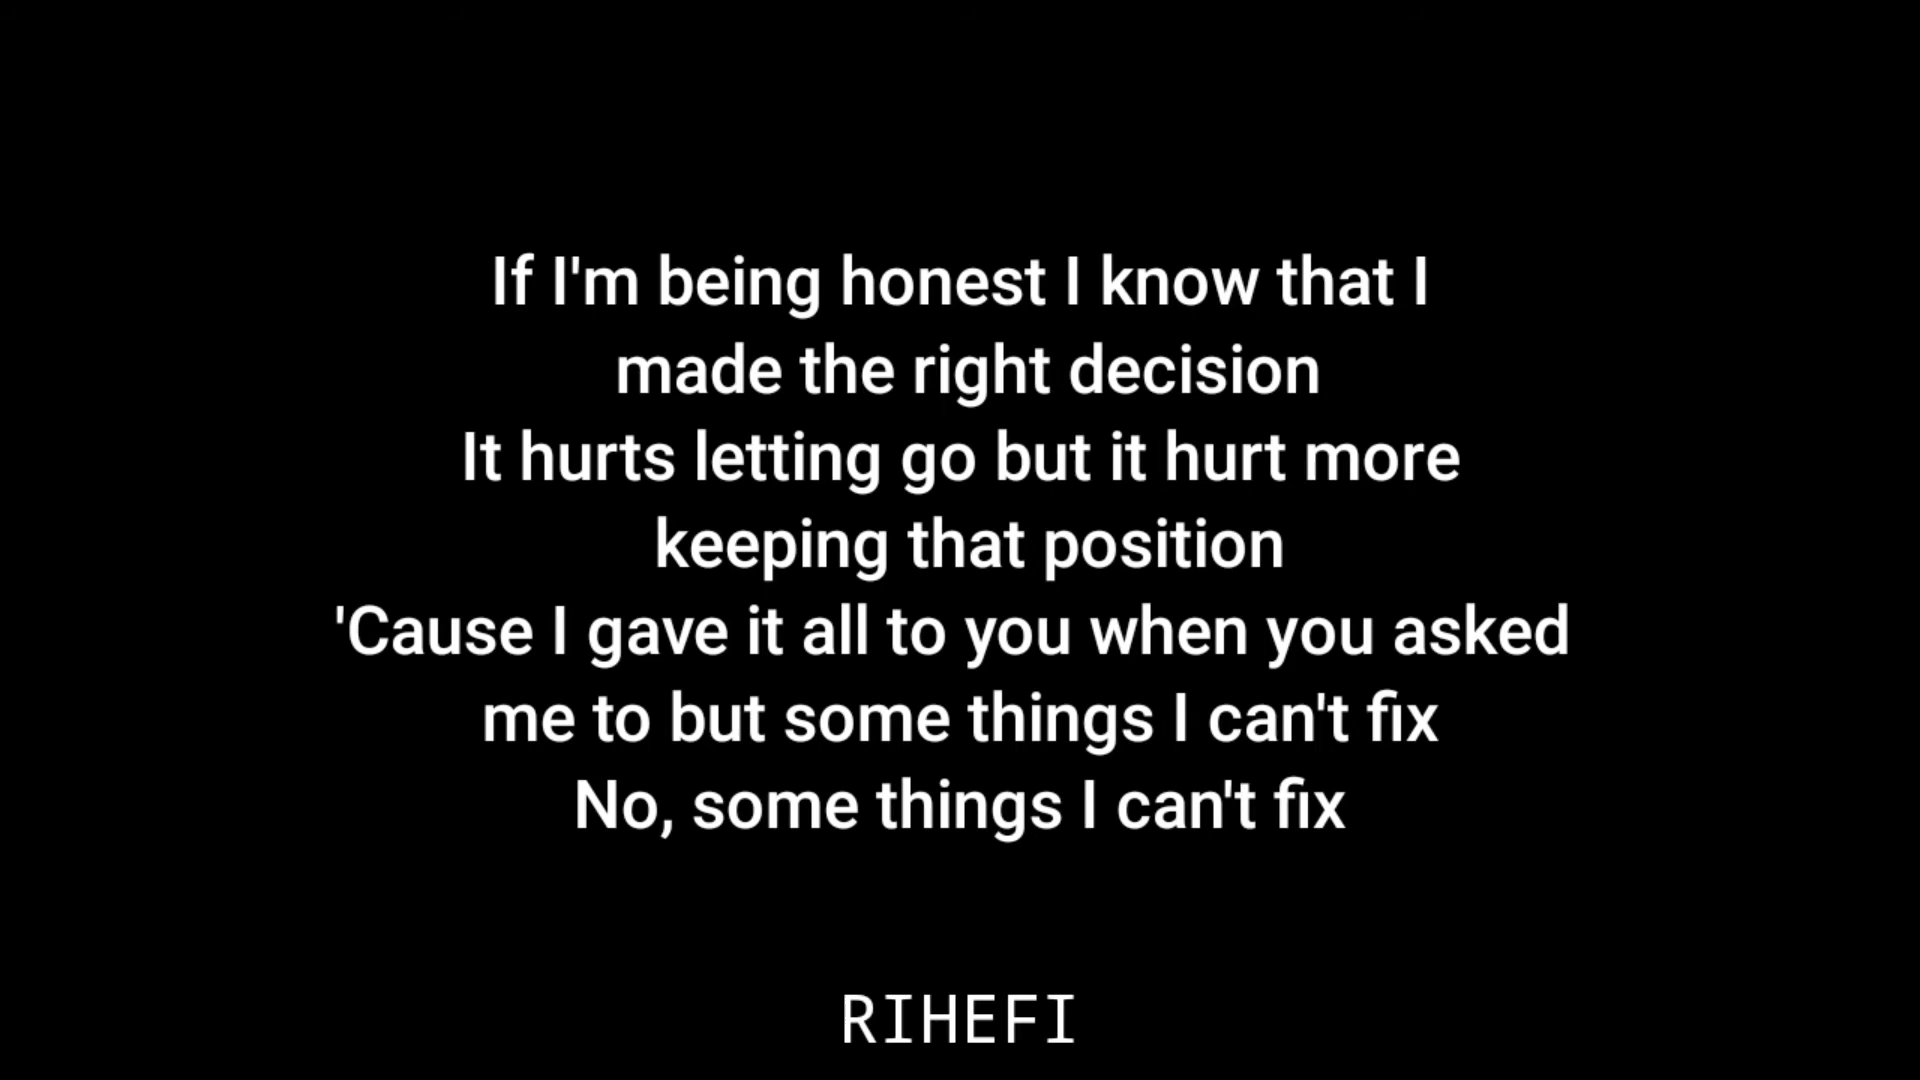 If I'm being honest I know that I
made the right decision
It hurts letting go but it hurt more
keeping that position
'Cause I gave it all to you when you asked
me to but some things I can't fix
No, some things I can't fix
RIHEFI